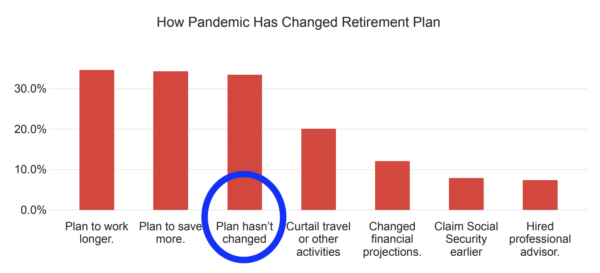 How Pandemic Has Changed Retirement Plan
30.0%
20.0%
10.0%
0.0%
Plan to work
longer.
Plan to save
more.
Plan hasn't
changed
Curtail travel
or other
activities
Changed
financial
projections.
Claim Social
Security
earlier
Hired
professional
advisor.